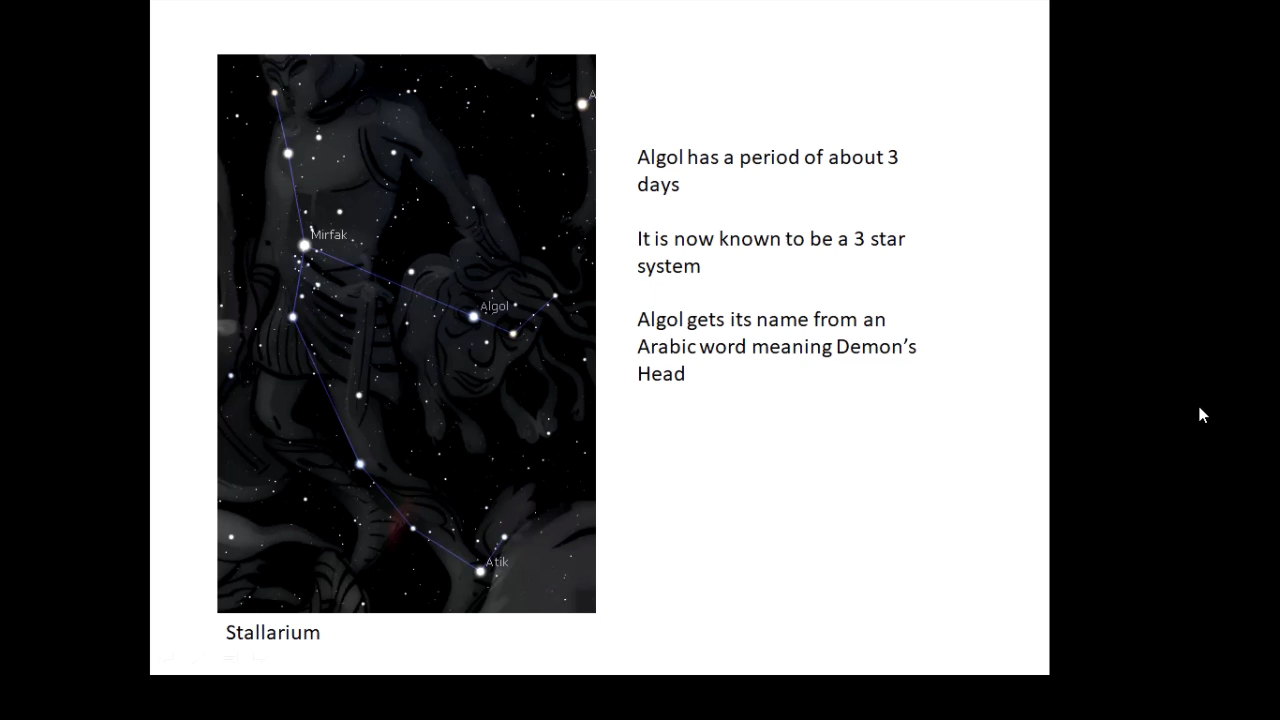 Mirfak
Algol
Atik
Stallarium
Algol has a period of about 3
days
It is now known to be a 3 star
system
Algol gets its name from an
Arabic word meaning Demon's
Head